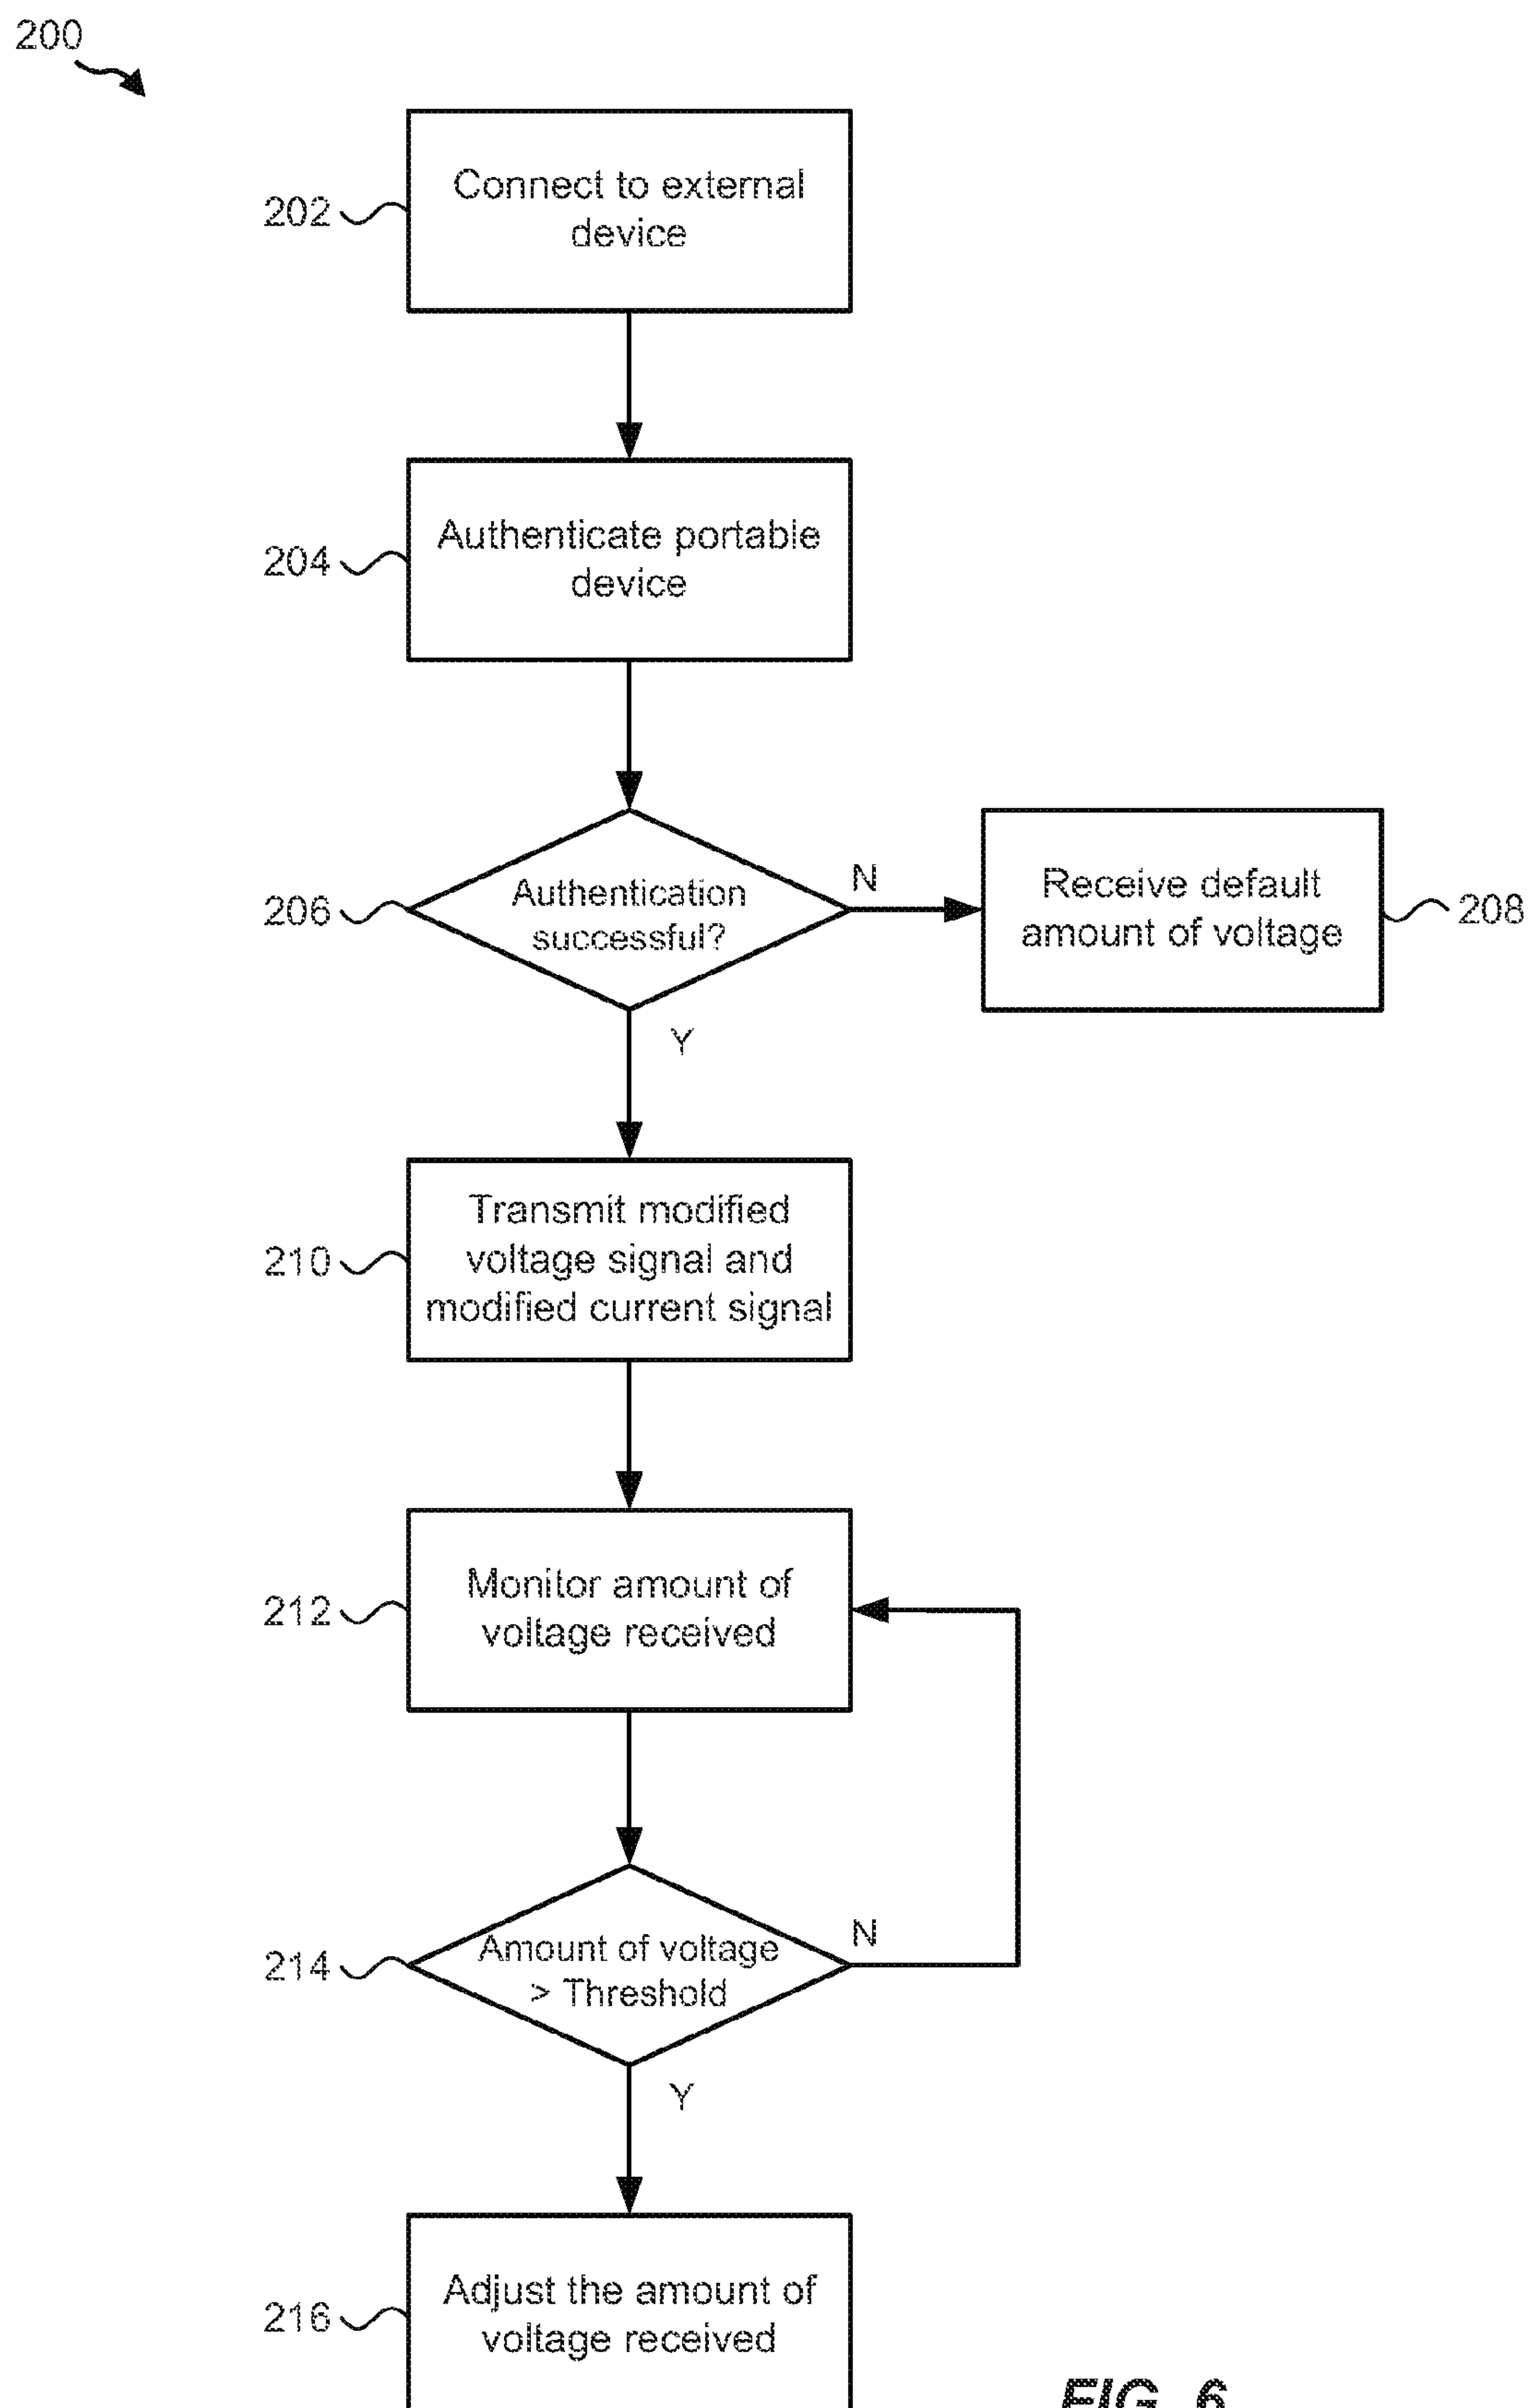 200
202
Connect to external
device
204
Authenticate portable
device
206
Authentication
successful?
N
Receive default
amount of voltage
208
Y
210
Transmit modified
voltage signal and
modified current signal
212
Monitor amount of
voltage received
214
Amount of voltage
> Threshold
N
Y
216
Adjust the amount of
voltage received
FIG. 6